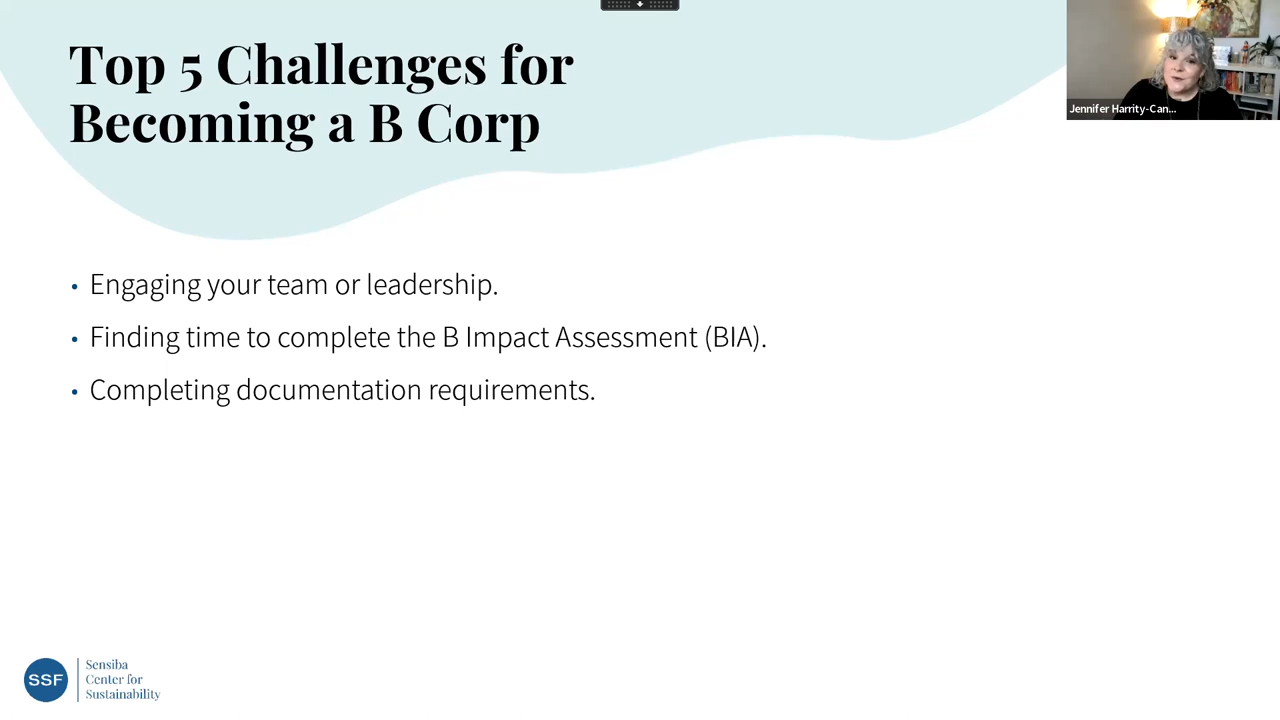 Top 5 Challenges for
Becoming a B Corp
Jennifer Harrity-Can...
• Engaging your team or leadership.
• Finding time to complete the B Impact Assessment (BIA).
• Completing documentation requirements.
SSF
Sensiba
Center for
Sustainability